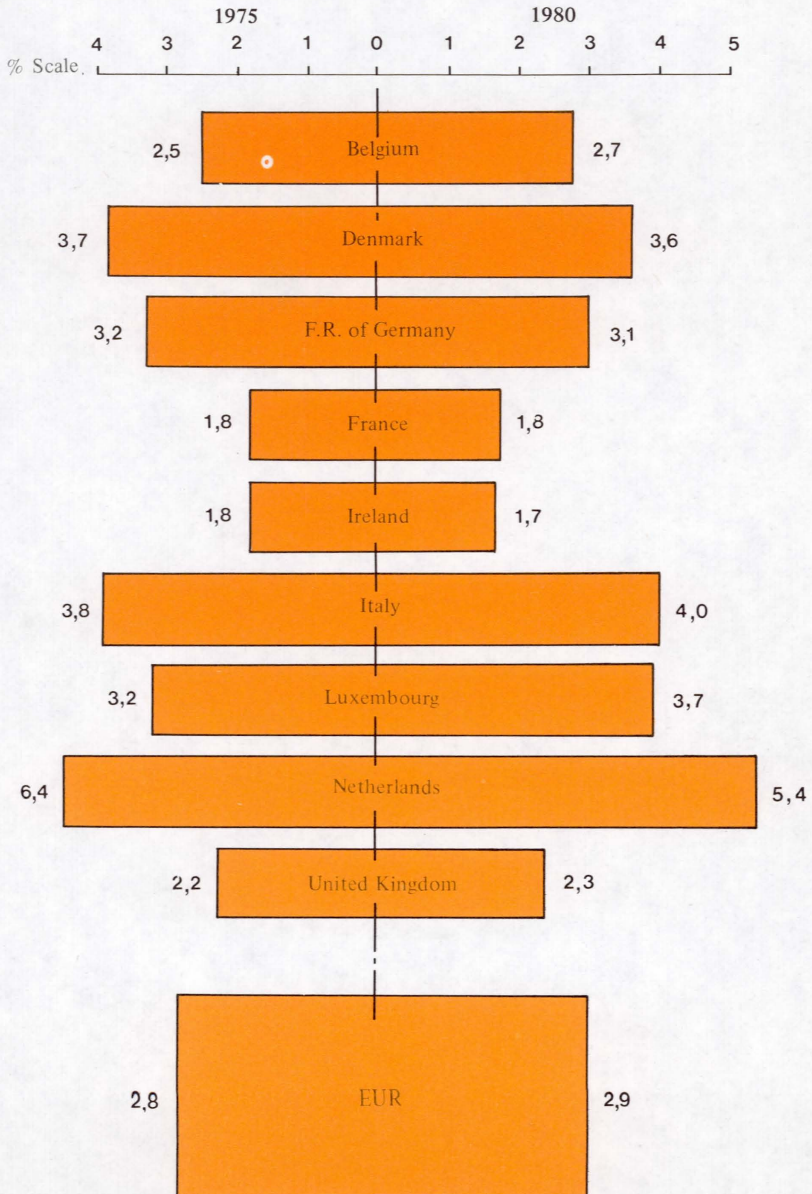 1975 1980
4 3 2 1 0 1 2 3 4 5
% Scale
2,5 Belgium 2,7
3,7 Denmark 3,6
3,2 F.R. of Germany 3,1
1,8 France 1,8
1,8 Ireland 1,7
3,8 Italy 4,0
3,2 Luxembourg 3,7
6,4 Netherlands 5,4
2,2 United Kingdom 2,3
2,8 EUR 2,9